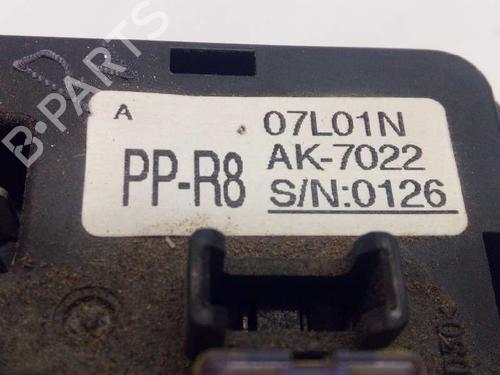 B-PARTS
A
07L01N
PP-R8
AK-7022
S/N:0126